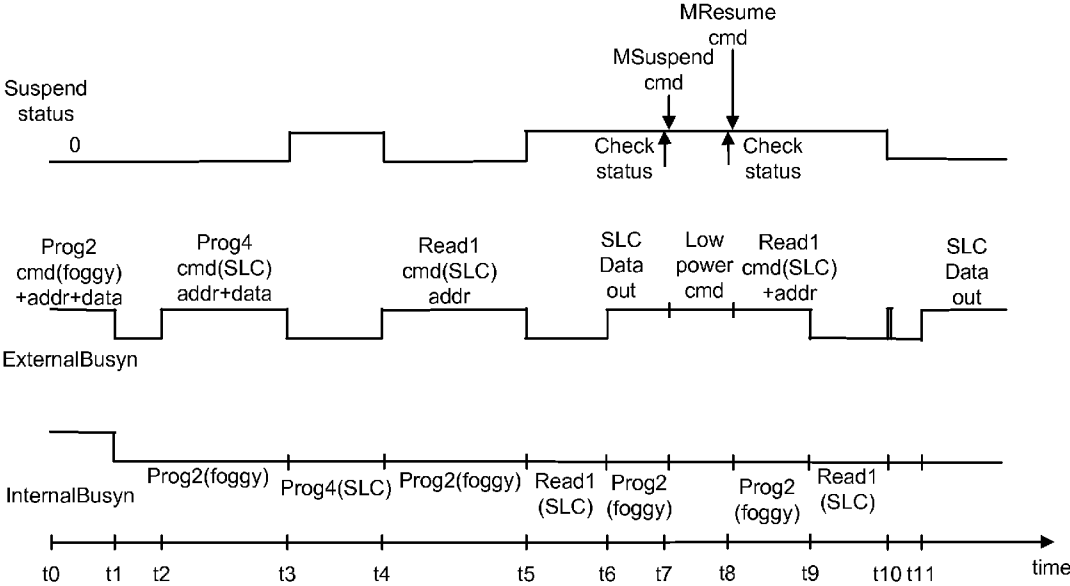 MResume
cmd
MSuspend
cmd
Suspend
status
0
Check
status
Check
status
Prog2
cmd(foggy)
+addr+data
Prog4
cmd(SLC)
addr+data
Read1
cmd(SLC)
addr
SLC
Data
out
Low
power
cmd
Read1
cmd(SLC)
+addr
SLC
Data
out
ExternalBusyn
InternalBusyn
Prog2(foggy)
Prog4(SLC)
Prog2(foggy)
Read1
(SLC)
Prog2
(foggy)
Prog2
(foggy)
Read1
(SLC)
t0 t1 t2 t3 t4 t5 t6 t7 t8 t9 t10 t11 time